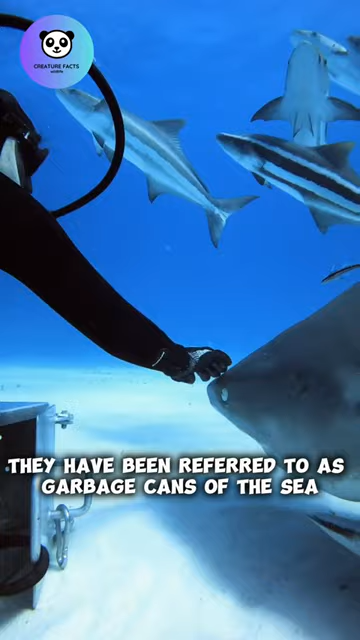 CREATURE FACTS
THEY HAVE BEEN REFERRED TO AS
GARBAGE CANS OF THE SEA